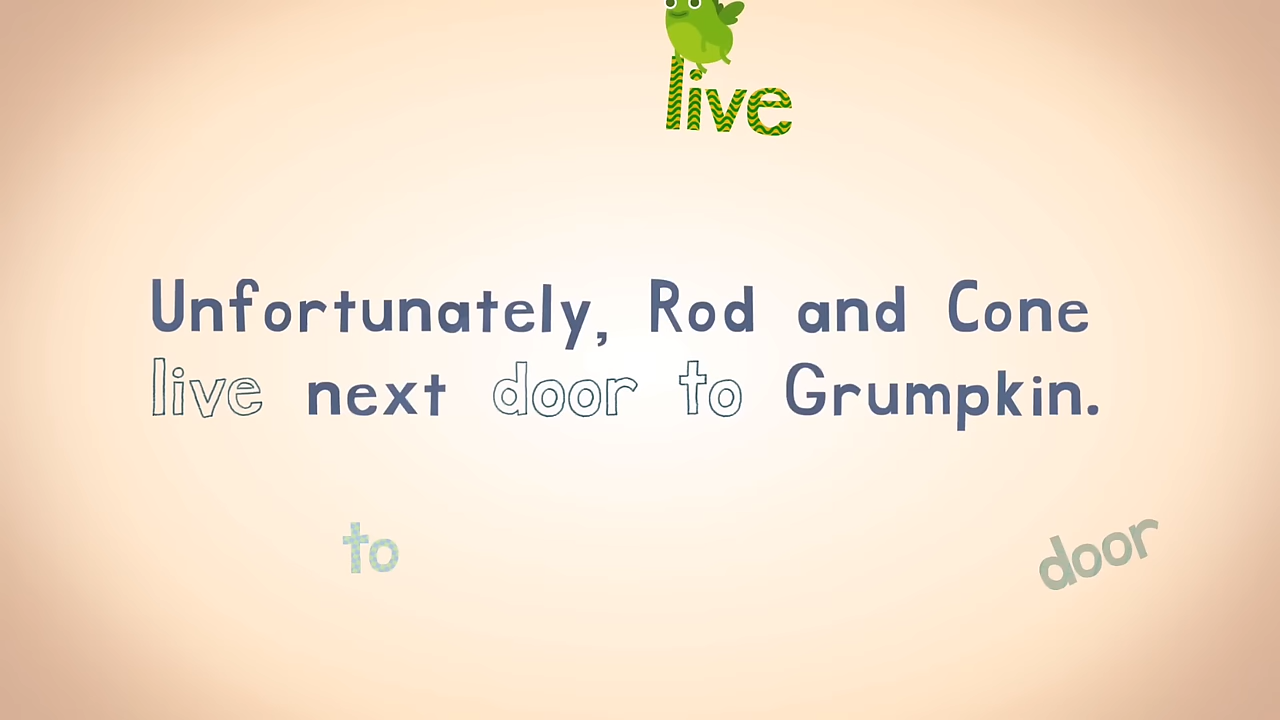 live
Unfortunately, Rod and Cone
live next door to Grumpkin.
to
door